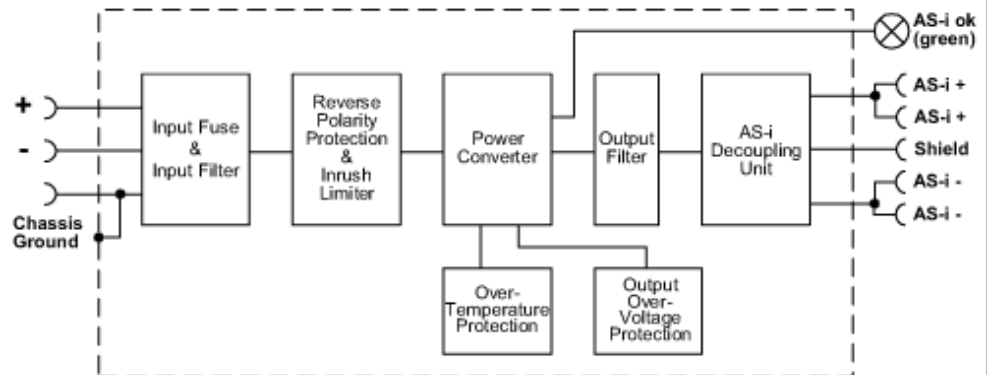 AS-i ok
(green)
+
-
Chassis
Ground
Input Fuse
&
Input Filter
Reverse
Polarity
Protection
&
Inrush
Limiter
Power
Converter
Output
Filter
AS-i
Decoupling
Unit
AS-i +
AS-i +
Shield
AS-i -
AS-i -
Over-
Temperature
Protection
Output
Over-
Voltage
Protection